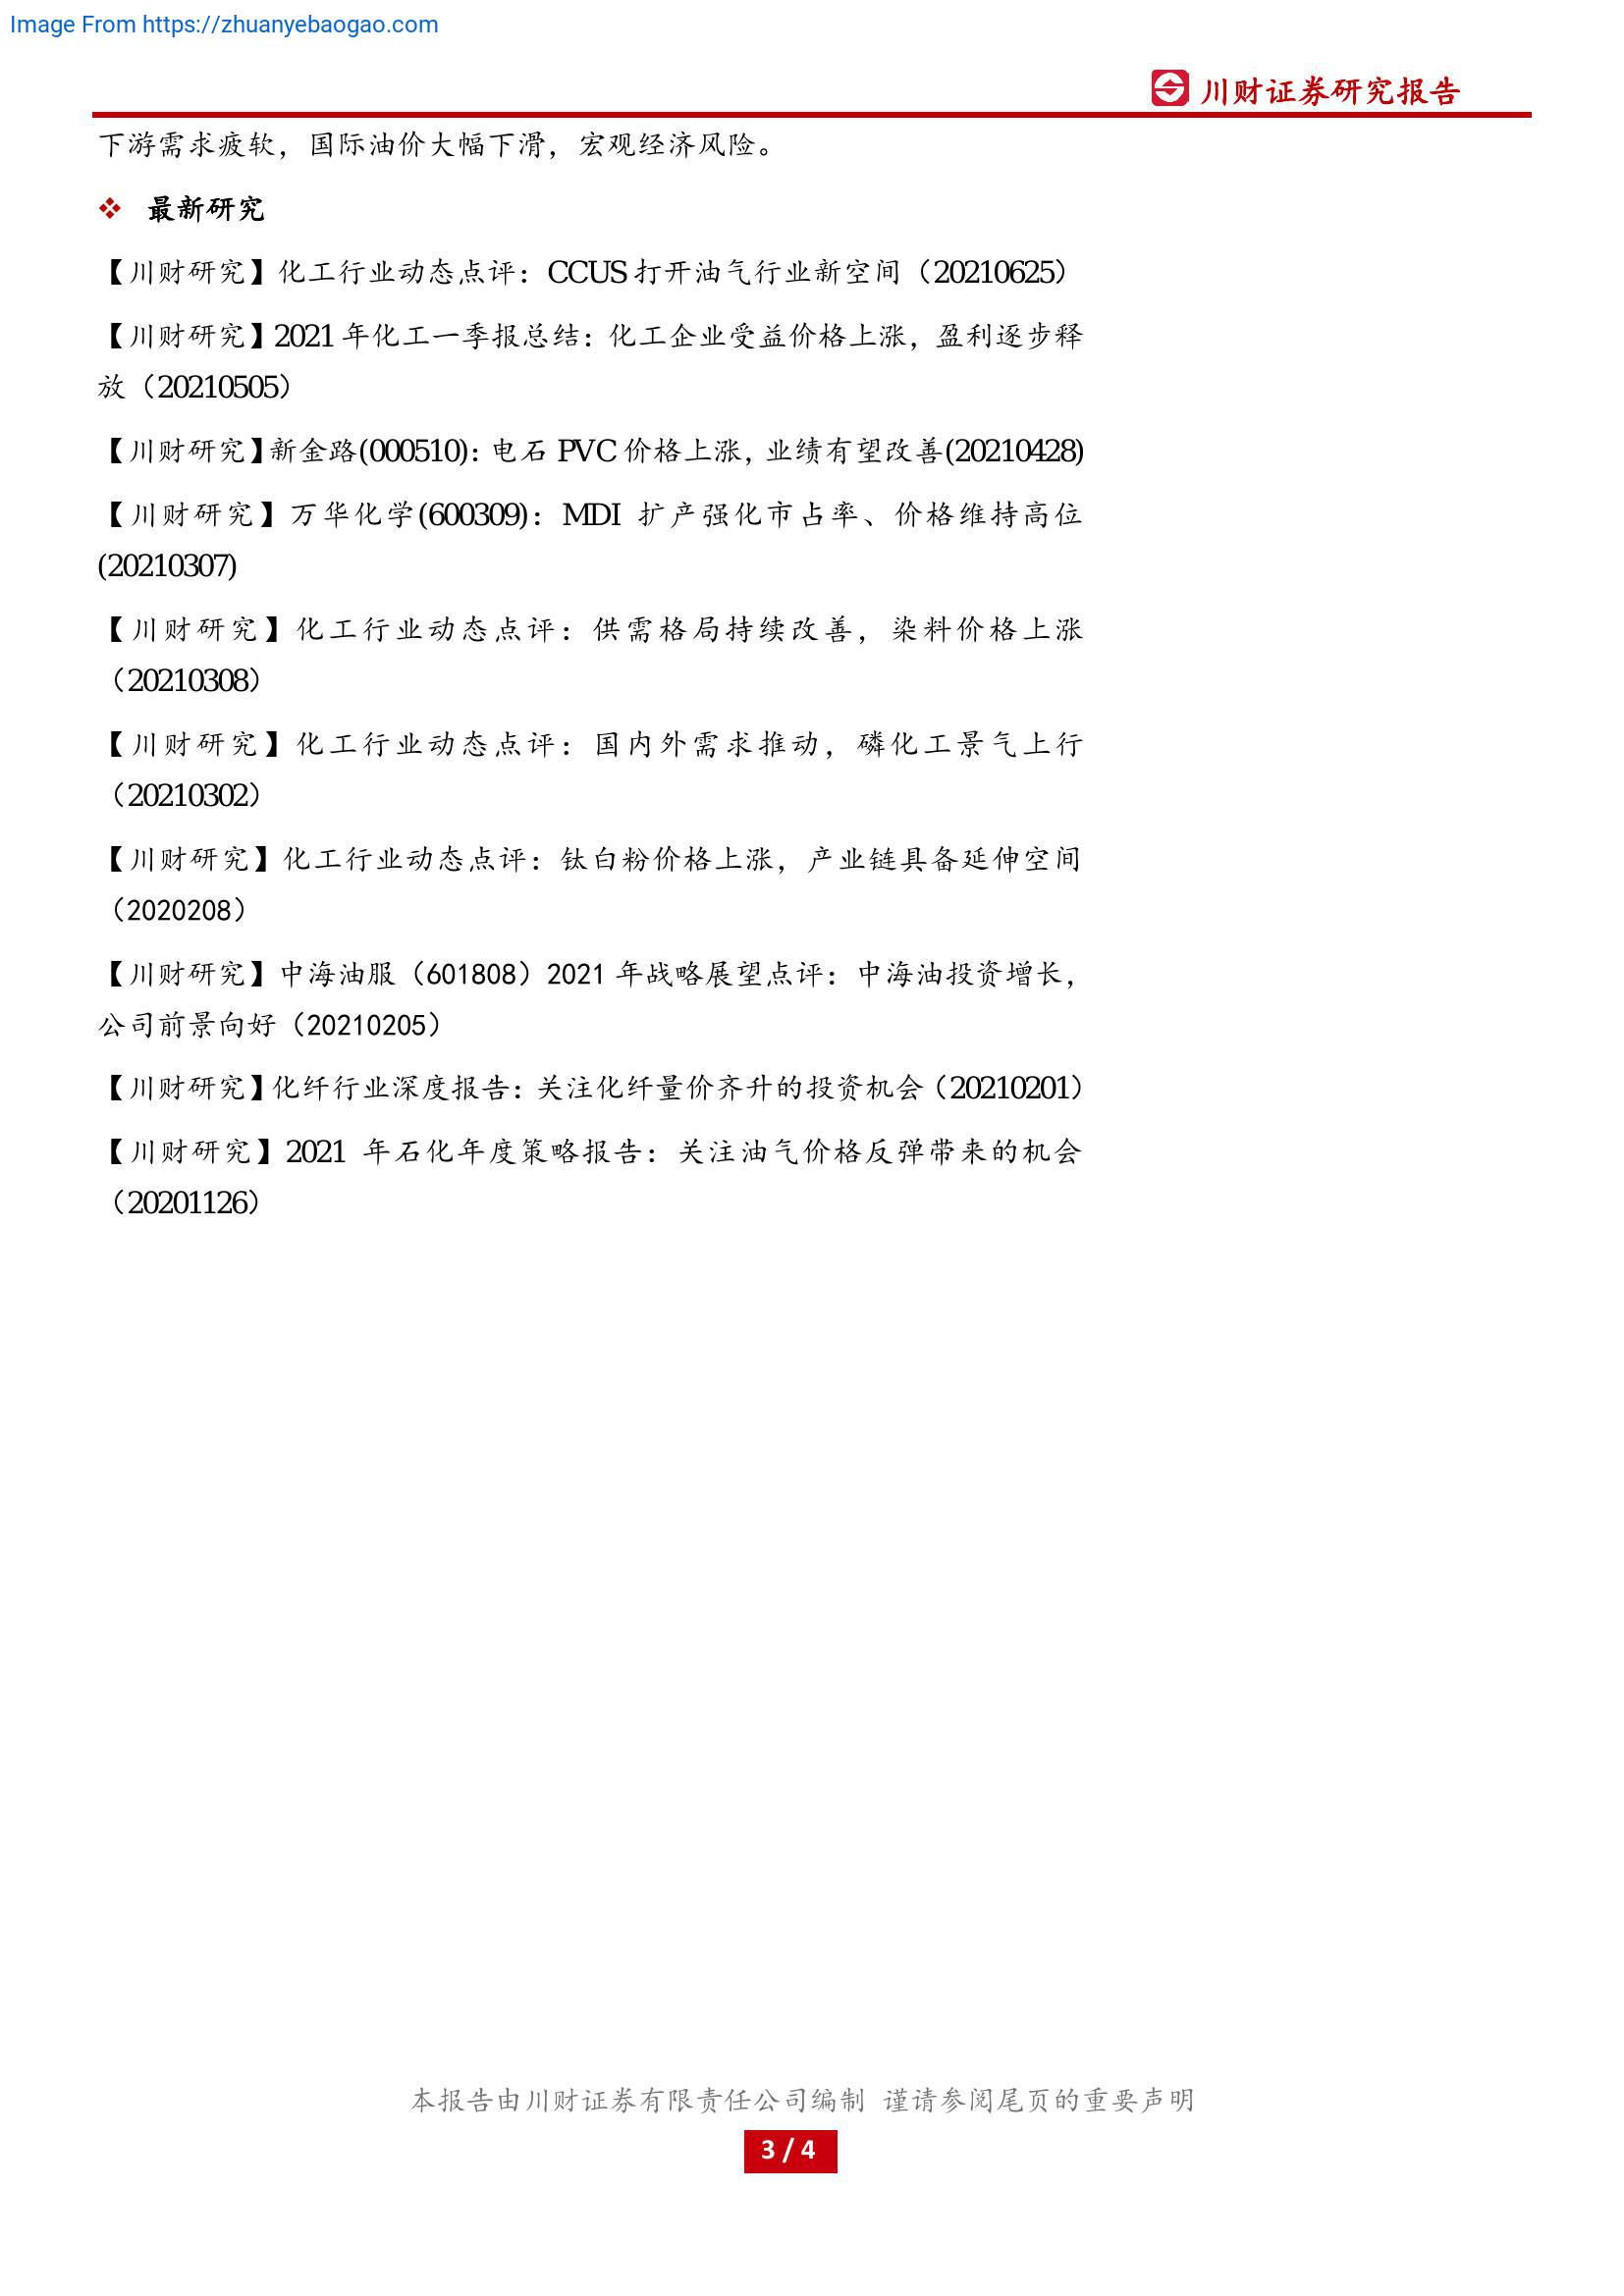 Image From https://zhuanyebaogao.com
川财证券研究报告
下游需求疲软，国际油价大幅下滑，宏观经济风险。
❖ 最新研究
【川财研究】化工行业动态点评：CCUS 打开油气行业新空间（20210625）
【川财研究】2021 年化工一季报总结：化工企业受益价格上涨，盈利逐步释
放（20210505）
【川财研究】新金路(000510)：电石 PVC 价格上涨，业绩有望改善(20210428)
【川财研究】万华化学(600309)：MDI 扩产强化市占率、价格维持高位
(20210307)
【川财研究】化工行业动态点评：供需格局持续改善，染料价格上涨
（20210308）
【川财研究】化工行业动态点评：国内外需求推动，磷化工景气上行
（20210302）
【川财研究】化工行业动态点评：钛白粉价格上涨，产业链具备延伸空间
（2020208）
【川财研究】中海油服（601808）2021 年战略展望点评：中海油投资增长，
公司前景向好（20210205）
【川财研究】化纤行业深度报告：关注化纤量价齐升的投资机会（20210201）
【川财研究】2021 年石化年度策略报告：关注油气价格反弹带来的机会
（20201126）
本报告由川财证券有限责任公司编制 谨请参阅尾页的重要声明
3 / 4